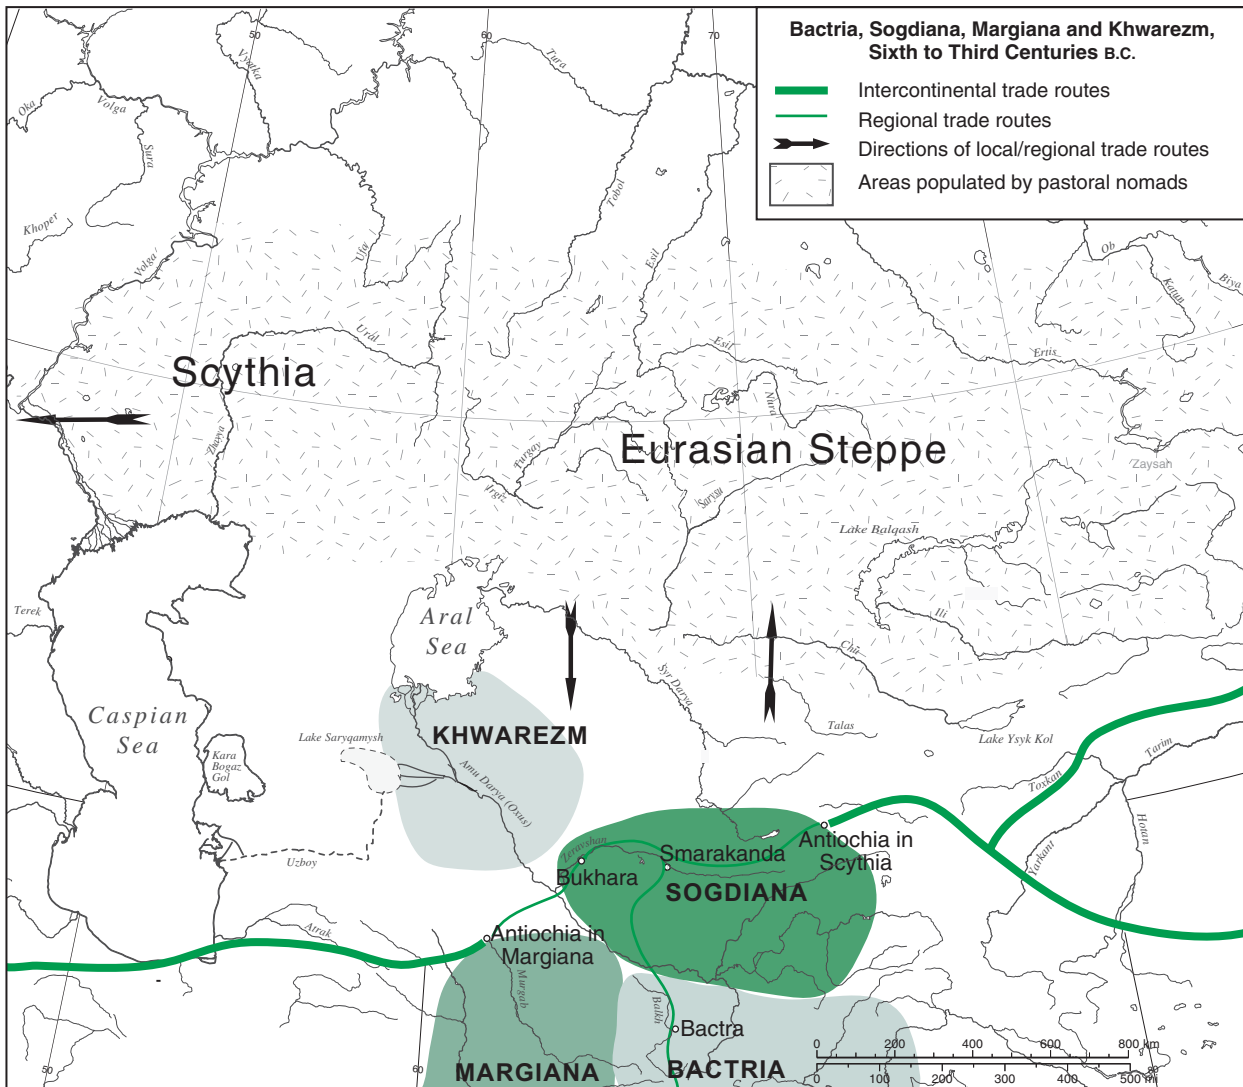 Bactria, Sogdiana, Margiana and Khwarezm,
Sixth to Third Centuries B.C.
Intercontinental trade routes
Regional trade routes
Directions of local/regional trade routes
Areas populated by pastoral nomads
50
60
70
Vyatka
Tura
Oka
Volga
Sura
Khoper
Volga
Ufa
Tobol
Esil
Ob
Katun
Biya
Ural
Scythia
Esil
Ertis
Nura
Zhayya
Turgay
Irgiz
Eurasian Steppe
Sarysu
Zaysan
Lake Balqash
Terek
Aral
Sea
Ili
Chir
Syr Darya
Talas
Lake Ysyk Kol
Caspian
Sea
KHWAREZM
Lake Saryqamysh
Kara
Bogaz
Gol
Amu Darya (Oxus)
Toxkan
Tarim
Uzboy
Zeravshan
Bukhara
Smarakanda
SOGDIANA
Antiochia in
Scythia
Yarkant
Hotan
Atrak
Antiochia in
Margiana
Murgab
Balkh
Bactra
MARGIANA
BACTRIA
50
60
0 200 400 600 800 km
0 100 200 300 400 500 m